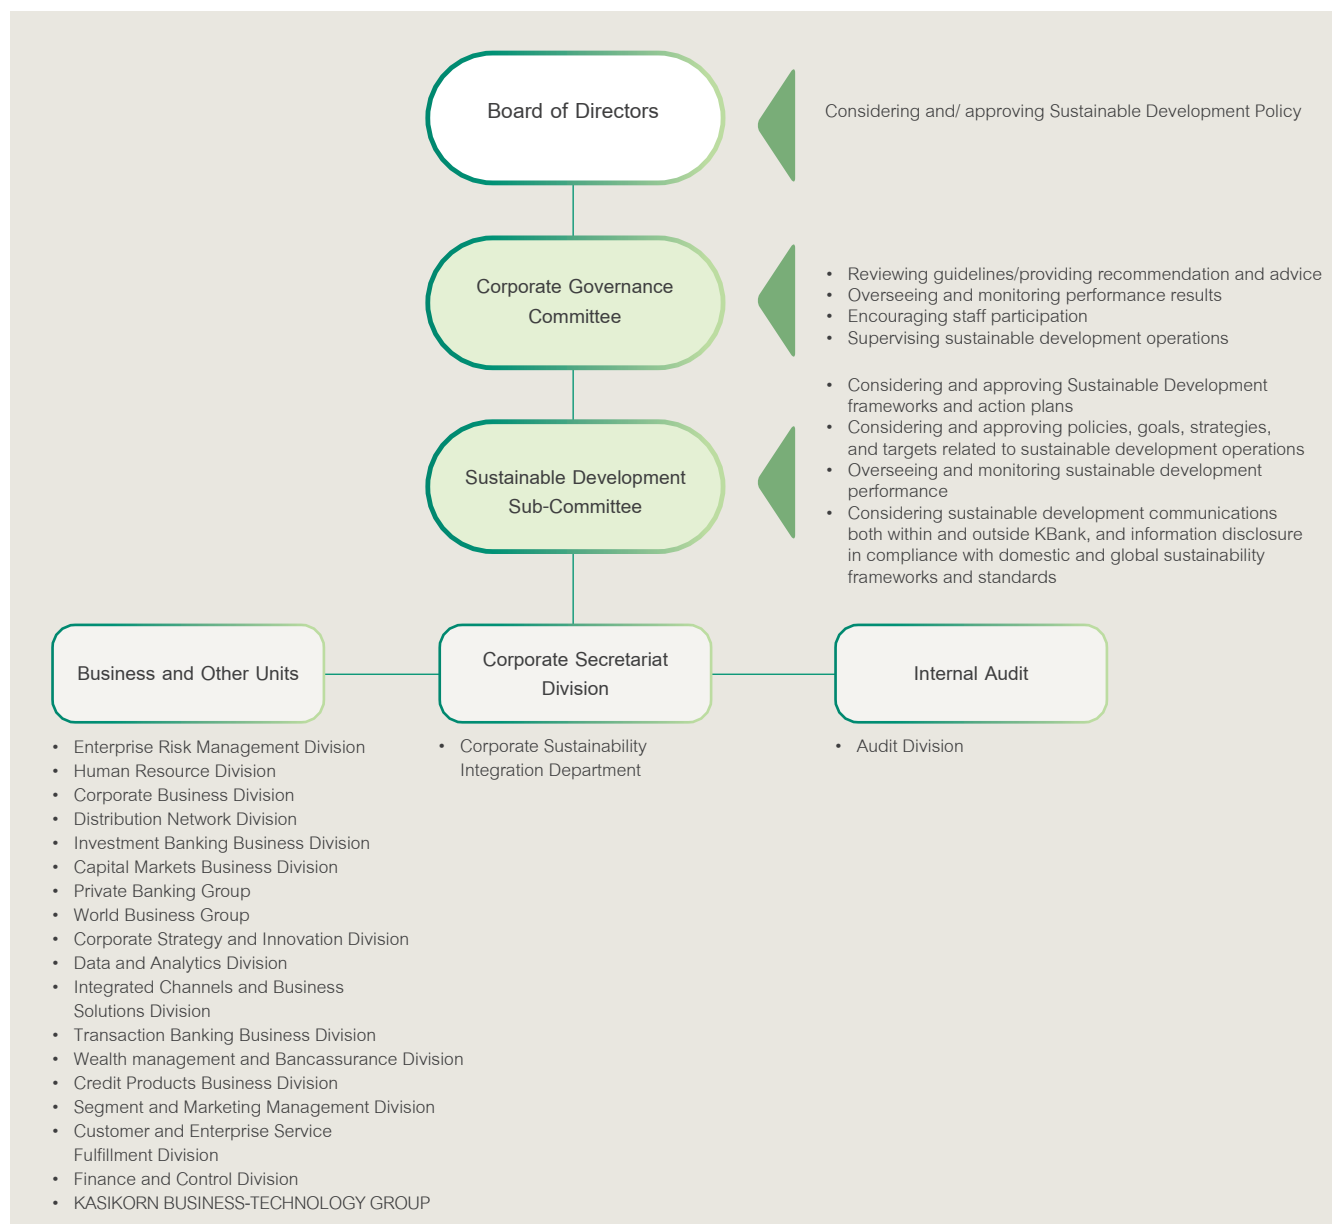 Board of Directors
Considering and/ approving Sustainable Development Policy
Corporate Governance
Committee
• Reviewing guidelines/providing recommendation and advice
• Overseeing and monitoring performance results
• Encouraging staff participation
• Supervising sustainable development operations
Sustainable Development
Sub-Committee
• Considering and approving Sustainable Development
frameworks and action plans
• Considering and approving policies, goals, strategies,
and targets related to sustainable development operations
• Overseeing and monitoring sustainable development
performance
• Considering sustainable development communications
both within and outside KBank, and information disclosure
in compliance with domestic and global sustainability
frameworks and standards
Business and Other Units
• Enterprise Risk Management Division
• Human Resource Division
• Corporate Business Division
• Distribution Network Division
• Investment Banking Business Division
• Capital Markets Business Division
• Private Banking Group
• World Business Group
• Corporate Strategy and Innovation Division
• Data and Analytics Division
• Integrated Channels and Business
Solutions Division
• Transaction Banking Business Division
• Wealth management and Bancassurance Division
• Credit Products Business Division
• Segment and Marketing Management Division
• Customer and Enterprise Service
Fulfillment Division
• Finance and Control Division
• KASIKORN BUSINESS-TECHNOLOGY GROUP
Corporate Secretariat
Division
• Corporate Sustainability
Integration Department
Internal Audit
• Audit Division